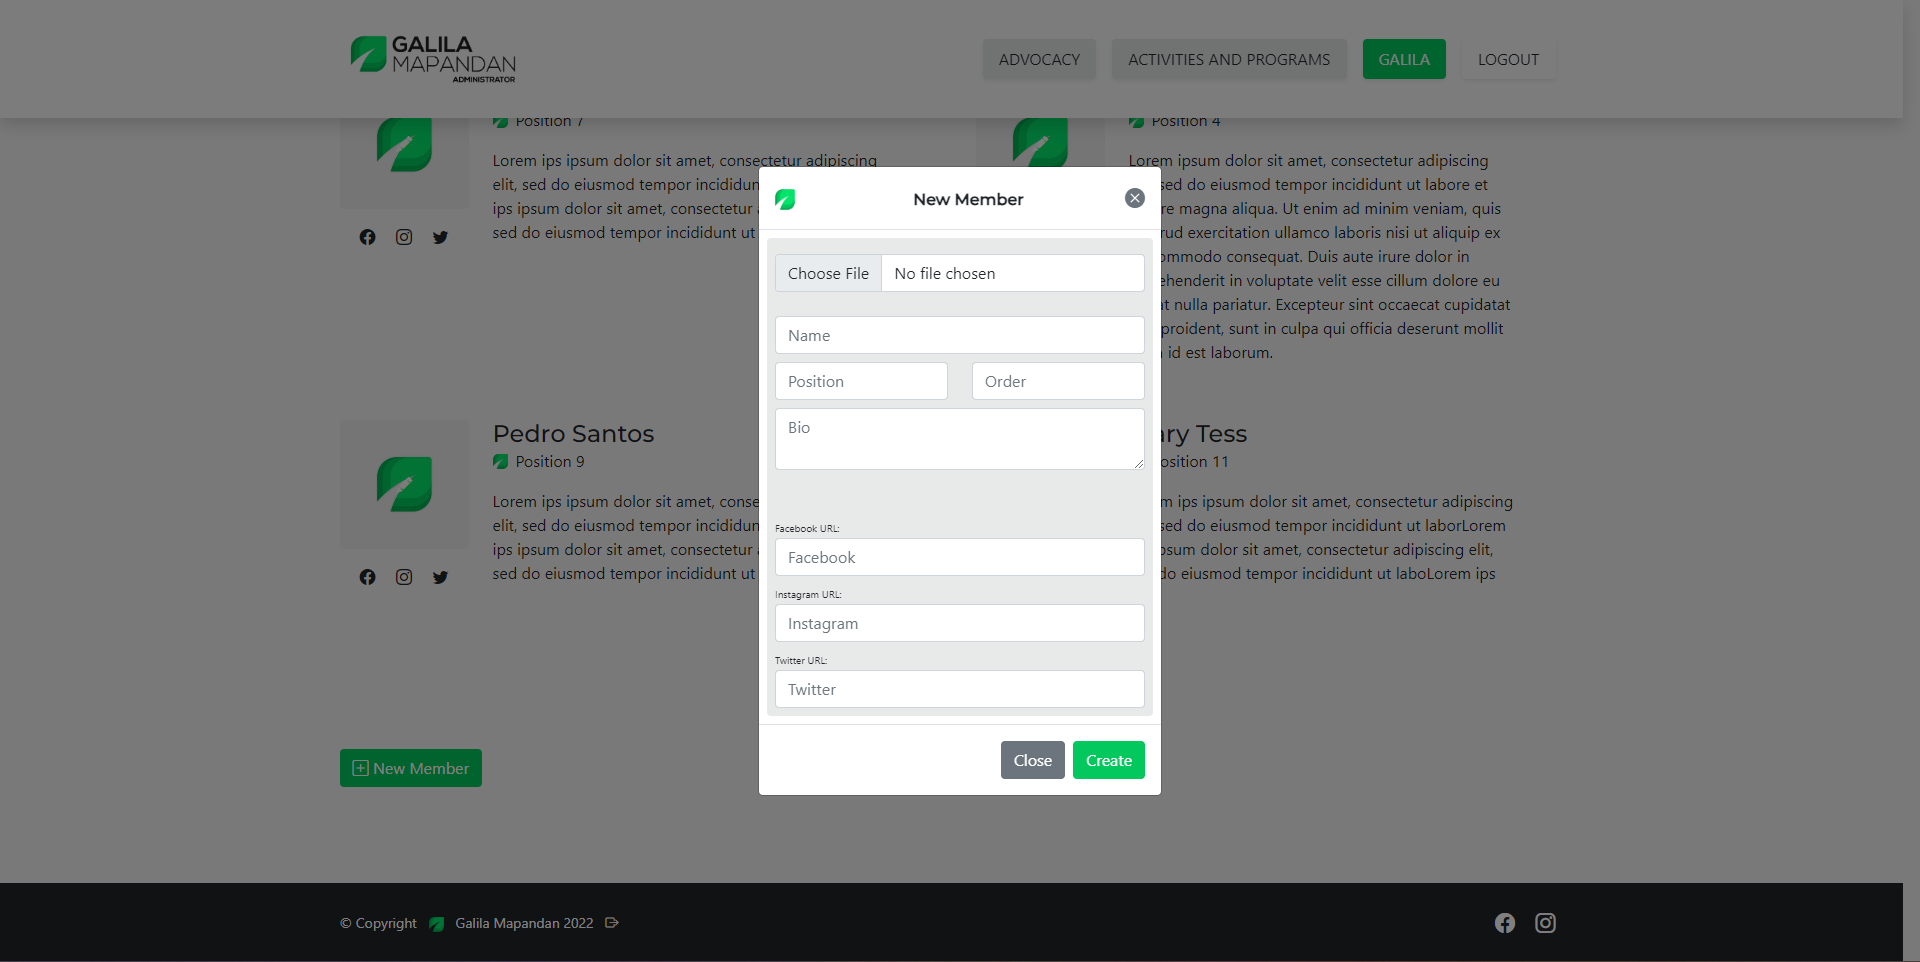 GALILA
MAPANDAN
ADMINISTRATOR
ADVOCACY
ACTIVITIES AND PROGRAMS
GALILA
LOGOUT
Position 7
Lorem ips ipsum dolor sit amet, consectetur adipiscing
elit, sed do eiusmod tempor incididun
ips ipsum dolor sit amet, consectetur
sed do eiusmod tempor incididunt ut
Position 4
Lorem ipsum dolor sit amet, consectetur adipiscing
sed do eiusmod tempor incididunt ut labore et
re magna aliqua. Ut enim ad minim veniam, quis
rud exercitation ullamco laboris nisi ut aliquip ex
ommodo consequat. Duis aute irure dolor in
ehenderit in voluptate velit esse cillum dolore eu
at nulla pariatur. Excepteur sint occaecat cupidatat
proident, sunt in culpa qui officia deserunt mollit
id est laborum.
New Member
Choose File
No file chosen
Name
Position
Order
Bio
Facebook URL:
Facebook
Instagram URL:
Instagram
Twitter URL:
Twitter
Close
Create
Pedro Santos
Position 9
Lorem ips ipsum dolor sit amet, conse
elit, sed do eiusmod tempor incididun
ips ipsum dolor sit amet, consectetur
sed do eiusmod tempor incididunt ut
ary Tess
osition 11
m ips ipsum dolor sit amet, consectetur adipiscing
sed do eiusmod tempor incididunt ut laborLorem
psum dolor sit amet, consectetur adipiscing elit,
do eiusmod tempor incididunt ut laboLorem ips
New Member
© Copyright
Galila Mapandan 2022